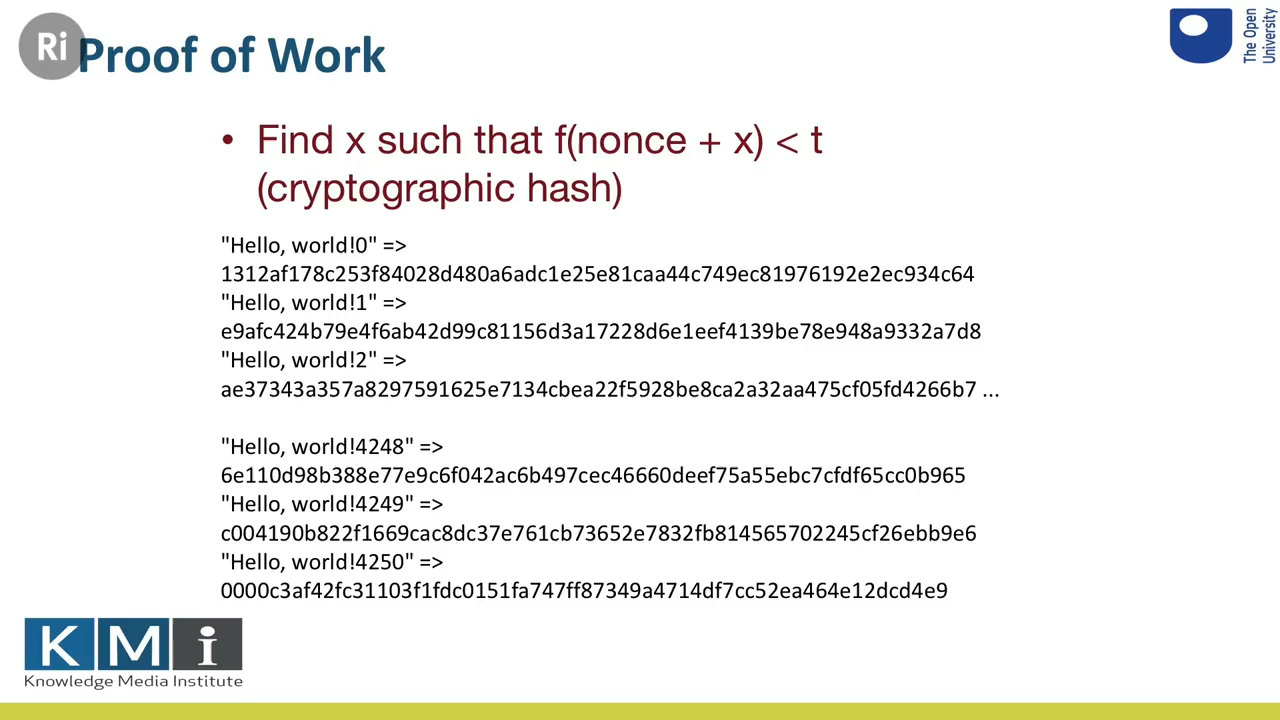 Ri
Proof of Work
The Open
University
• Find x such that f(nonce + x) < t
(cryptographic hash)
"Hello, world!0" =>
1312af178c253f84028d480a6adc1e25e81caa44c749ec81976192e2ec934c64
"Hello, world!1" =>
e9afc424b79e4f6ab42d99c81156d3a17228d6e1eef4139be78e948a9332a7d8
"Hello, world!2" =>
ae37343a357a8297591625e7134cbea22f5928be8ca2a32aa475cf05fd4266b7 ...
"Hello, world!4248" =>
6e110d98b388e77e9c6f042ac6b497cec46660deef75a55ebc7cfdf65cc0b965
"Hello, world!4249" =>
c004190b822f1669cac8dc37e761cb73652e7832fb814565702245cf26ebb9e6
"Hello, world!4250" =>
0000c3af42fc31103f1fdc0151fa747ff87349a4714df7cc52ea464e12dcd4e9
K M i
Knowledge Media Institute